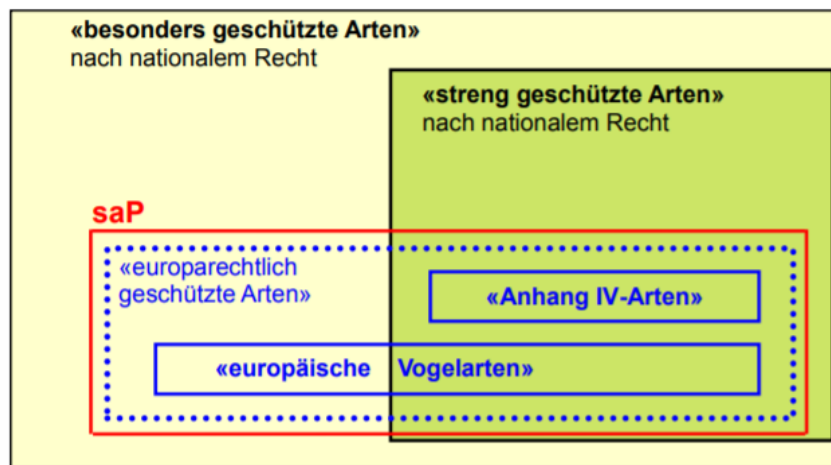 «besonders geschützte Arten»
nach nationalem Recht
«streng geschützte Arten»
nach nationalem Recht
saP
«europarechtlich
geschützte Arten»
«Anhang IV-Arten»
«europäische Vogelarten»